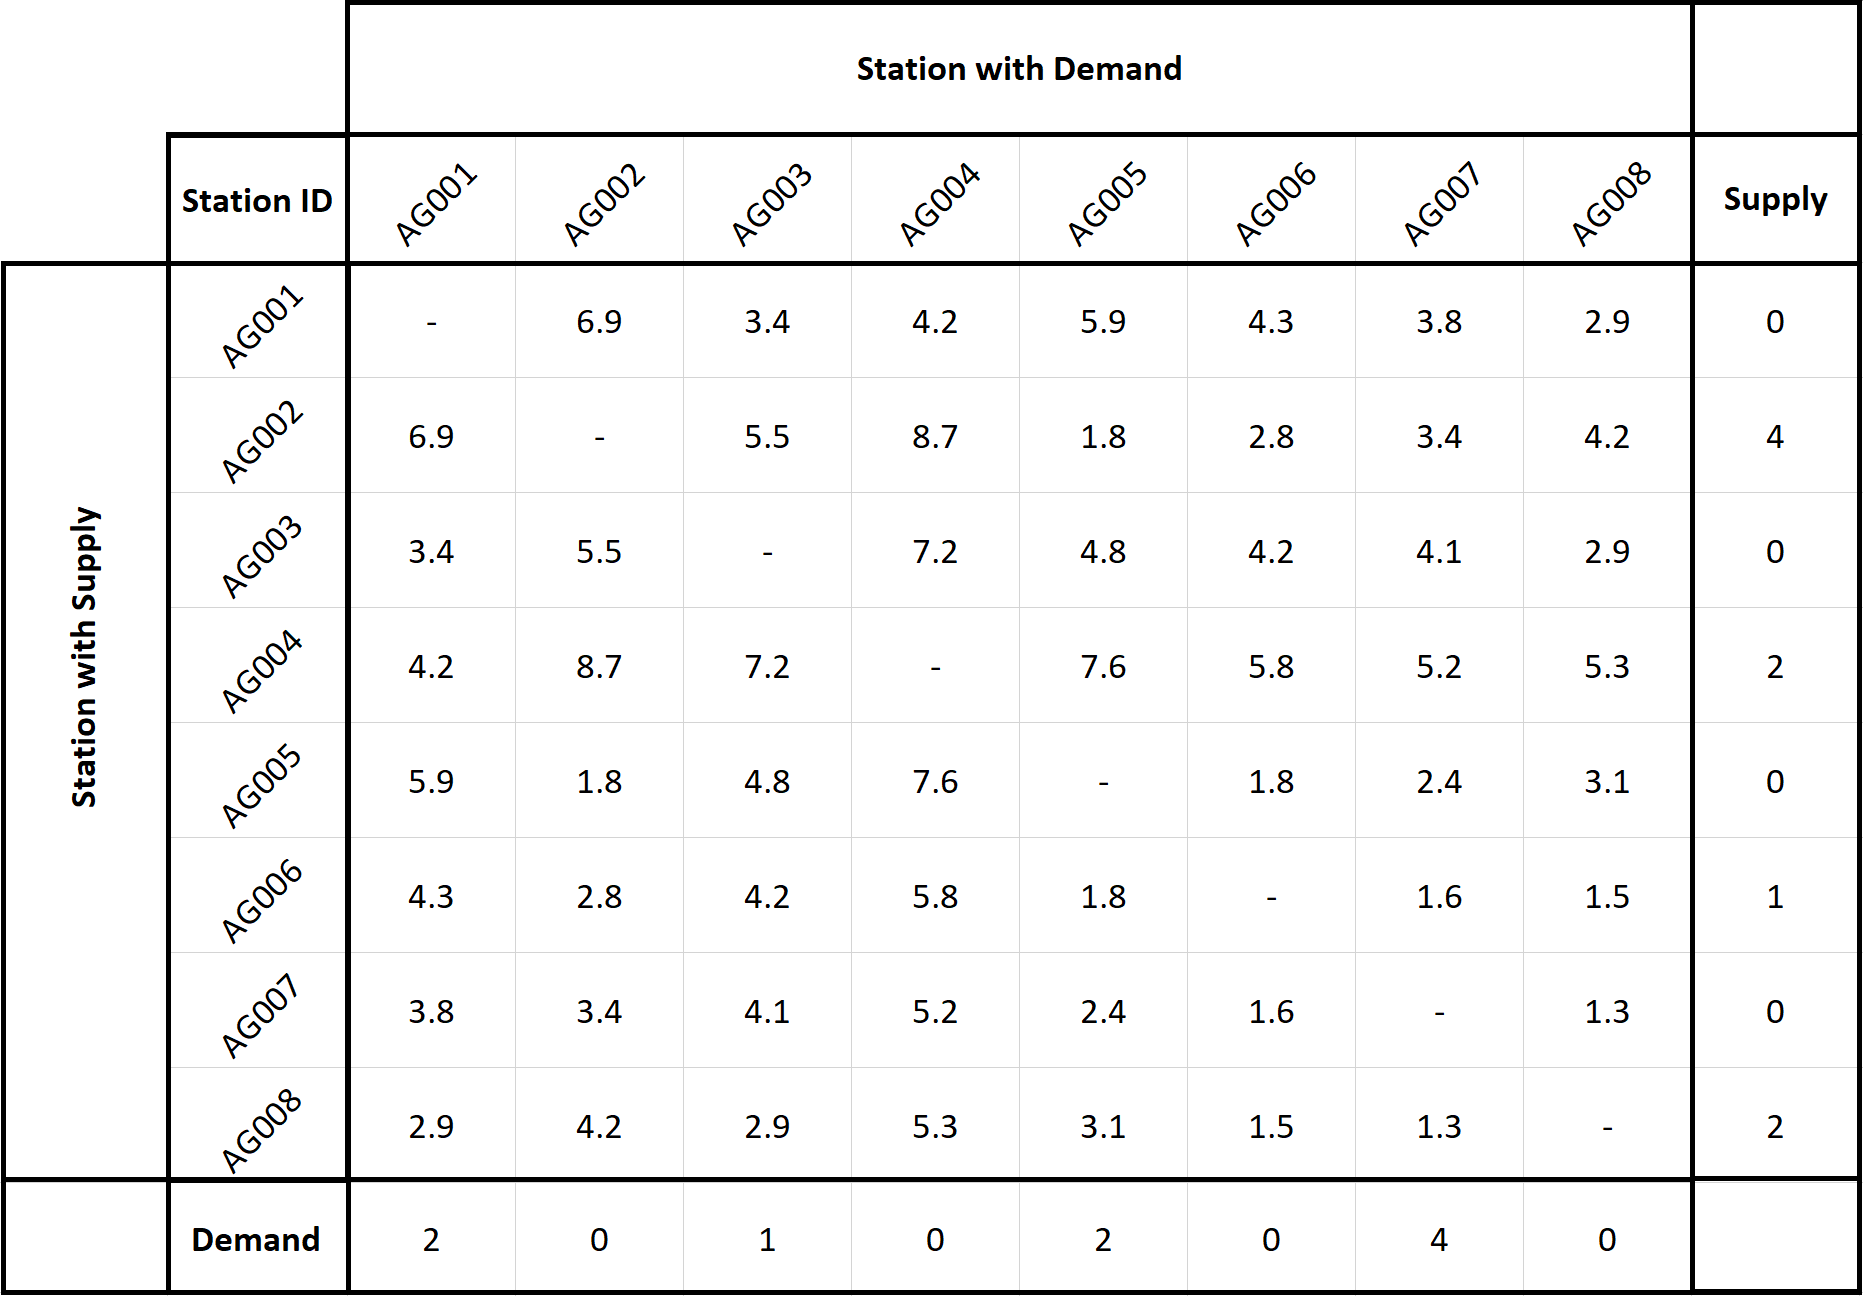 Station with Demand
Station ID AG001 AG002 AG003 AG004 AG005 AG006 AG007 AG008 Supply
Station with Supply
AG001 - 6.9 3.4 4.2 5.9 4.3 3.8 2.9 0
AG002 6.9 - 5.5 8.7 1.8 2.8 3.4 4.2 4
AG003 3.4 5.5 - 7.2 4.8 4.2 4.1 2.9 0
AG004 4.2 8.7 7.2 - 7.6 5.8 5.2 5.3 2
AG005 5.9 1.8 4.8 7.6 - 1.8 2.4 3.1 0
AG006 4.3 2.8 4.2 5.8 1.8 - 1.6 1.5 1
AG007 3.8 3.4 4.1 5.2 2.4 1.6 - 1.3 0
AG008 2.9 4.2 2.9 5.3 3.1 1.5 1.3 - 2
Demand 2 0 1 0 2 0 4 0